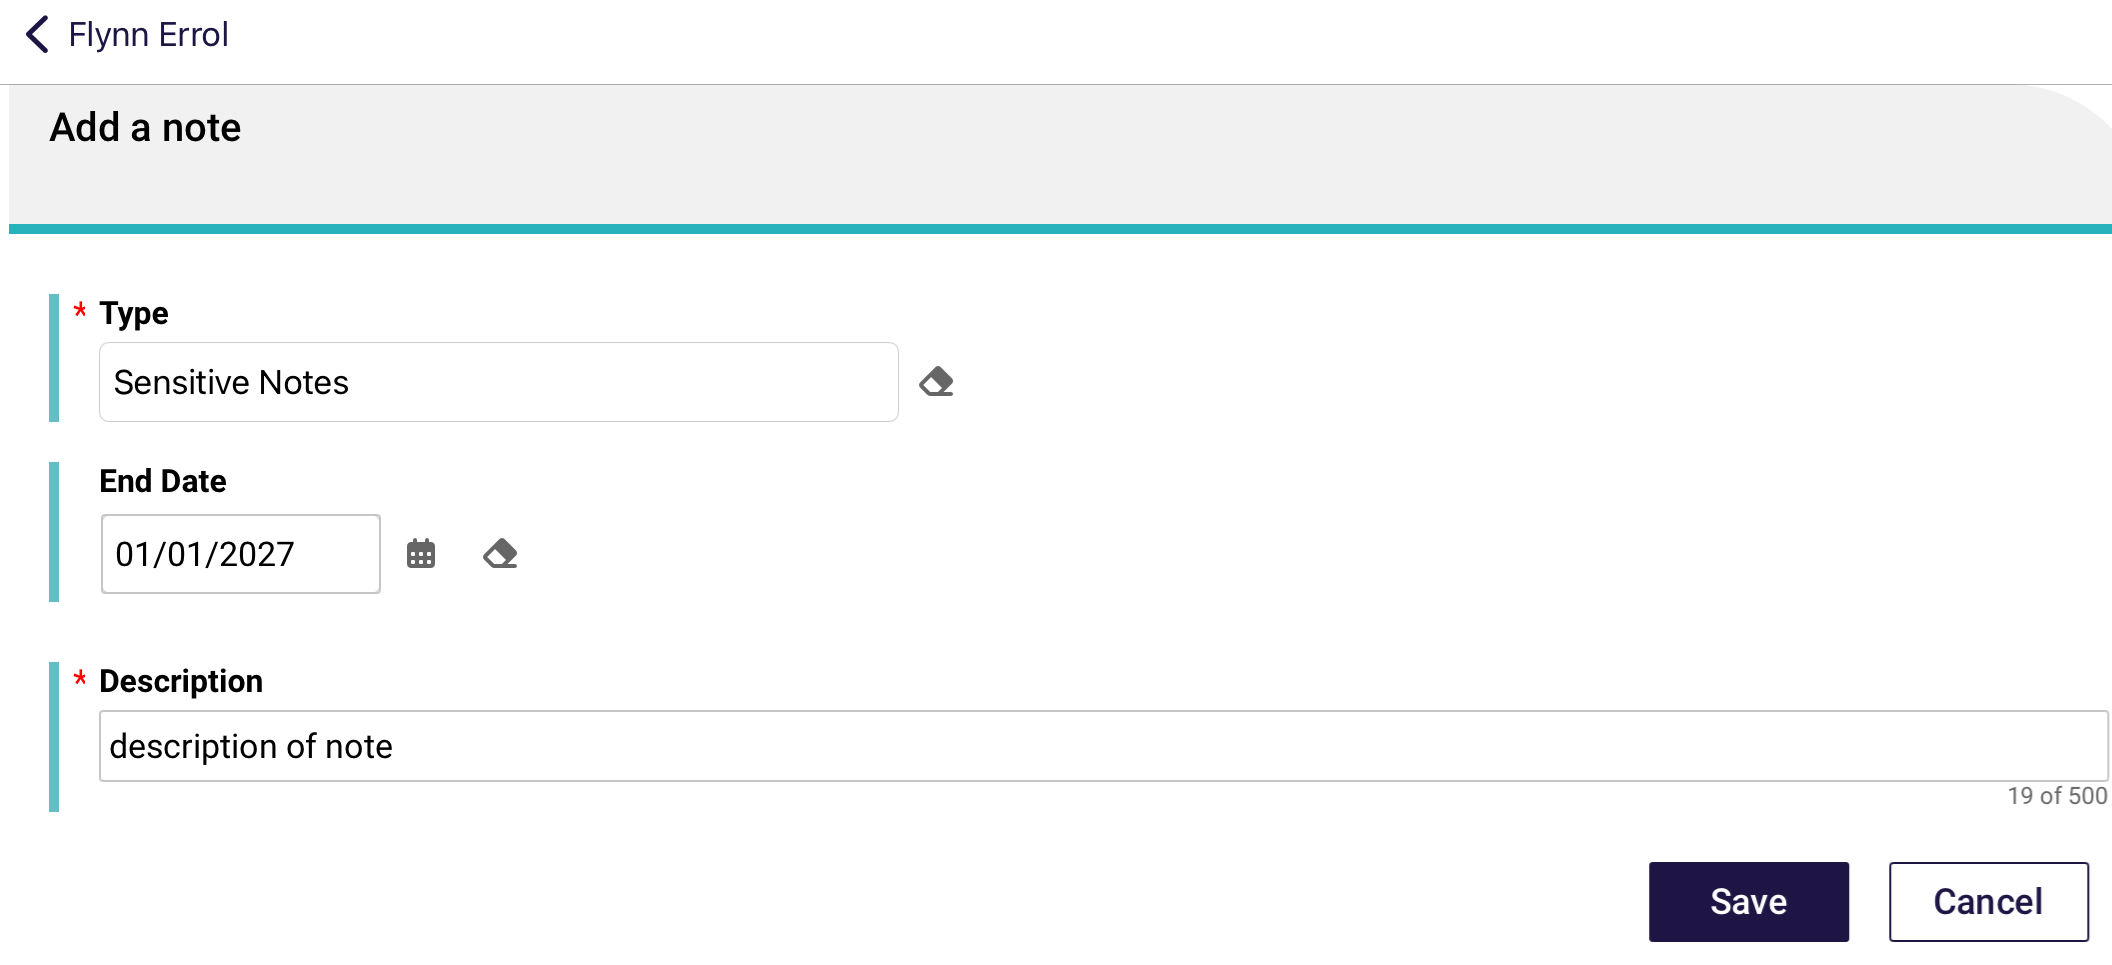 Flynn Errol
Add a note
* Type
Sensitive Notes
End Date
01/01/2027
* Description
description of note
19 of 500
Save Cancel